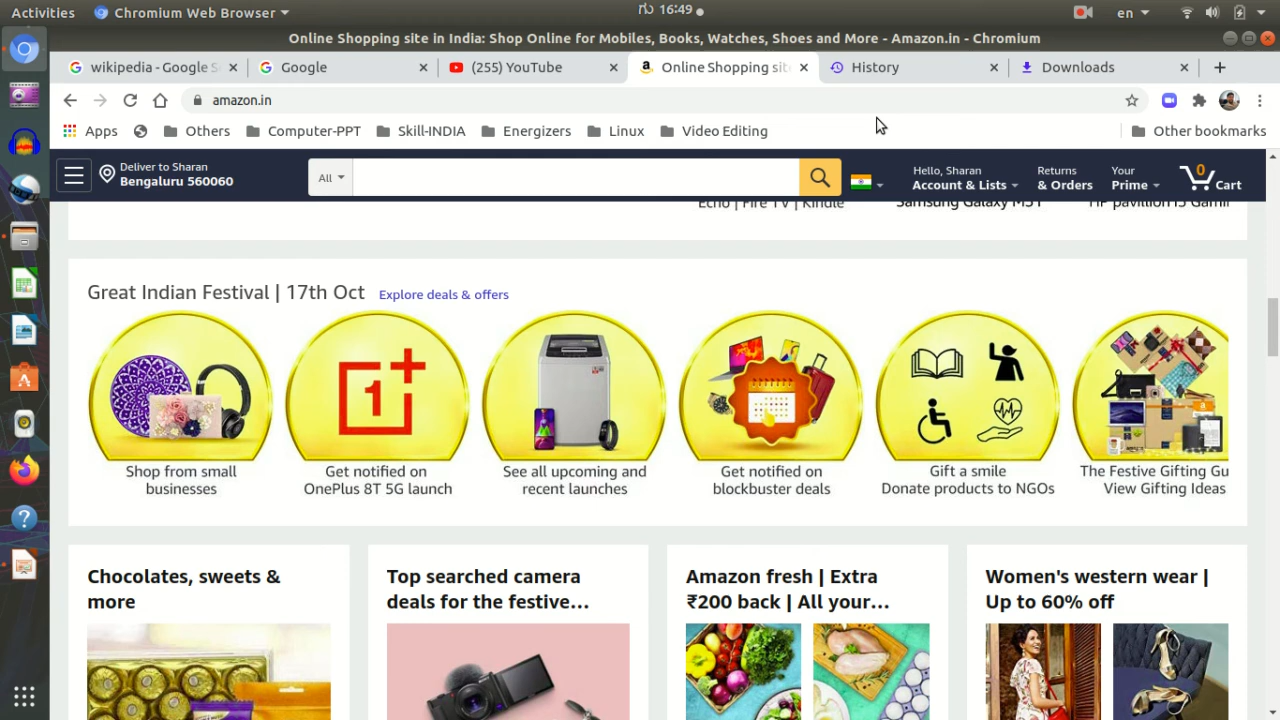 Activities Chromium Web Browser 16:49 en
Online Shopping site in India: Shop Online for Mobiles, Books, Watches, Shoes and More - Amazon.in - Chromium
wikipedia - Google S Google (255) YouTube Online Shopping sit History Downloads
amazon.in
Apps Others Computer-PPT Skill-INDIA Energizers Linux Video Editing Other bookmarks
Deliver to Sharan
Bengaluru 560060
All
Hello, Sharan
Account & Lists
Returns
& Orders
Your
Prime
0
Cart
Echo | Fire TV | Kindle Samsung Galaxy M51 HP pavilion i5 Gami
Great Indian Festival | 17th Oct Explore deals & offers
1+
Shop from small
businesses
Get notified on
OnePlus 8T 5G launch
See all upcoming and
recent launches
Get notified on
blockbuster deals
Gift a smile
Donate products to NGOs
The Festive Gifting Gu
View Gifting Ideas
Chocolates, sweets &
more
Top searched camera
deals for the festive...
Amazon fresh | Extra
₹200 back | All your...
Women's western wear |
Up to 60% off